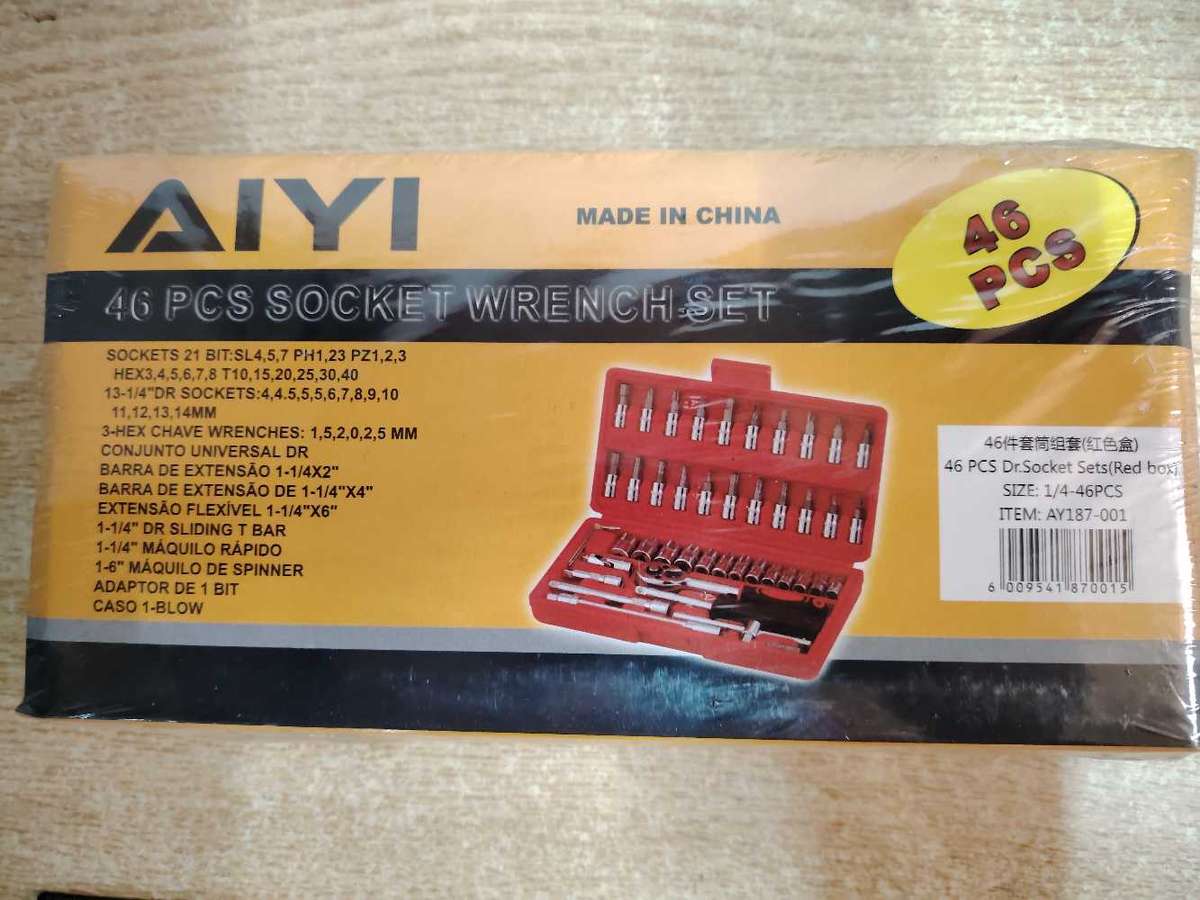 AIYI
MADE IN CHINA
46
PCS
46 PCS SOCKET WRENCH SET
SOCKETS 21 BIT:SL4,5,7 PH1,23 PZ1,2,3
HEX3,4,5,6,7,8 T10,15,20,25,30,40
13-1/4"DR SOCKETS:4,4.5,5,5,6,7,8,9,10
11,12,13,14MM
3-HEX CHAVE WRENCHES: 1,5,2,0,2,5 MM
CONJUNTO UNIVERSAL DR
BARRA DE EXTENSÃO 1-1/4X2"
BARRA DE EXTENSÃO DE 1-1/4"X4"
EXTENSÃO FLEXÍVEL 1-1/4"X6"
1-1/4" DR SLIDING T BAR
1-1/4" MÁQUILO RÁPIDO
1-6" MÁQUILO DE SPINNER
ADAPTOR DE 1 BIT
CASO 1-BLOW
46件套筒组套(红色盒)
46 PCS Dr.Socket Sets(Red box)
SIZE: 1/4-46PCS
ITEM: AY187-001
6 009541 870015